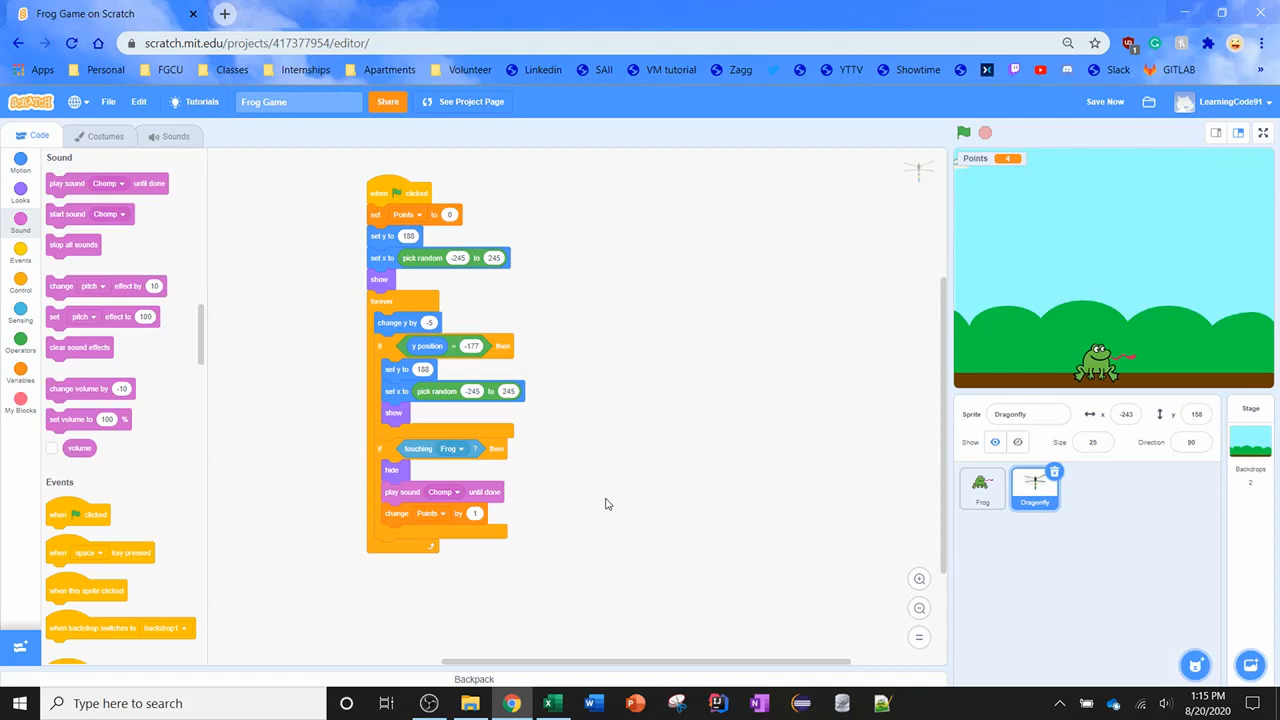 Frog Game on Scratch
scratch.mit.edu/projects/417377954/editor/
Apps Personal FGCU Classes Internships Apartments Volunteer Linkedin SAII VM tutorial Zagg YTTV Showtime Slack GITLAB »
SCRATCH File Edit Tutorials Frog Game Share See Project Page Save Now LearningCode91
Code Costumes Sounds
Motion
Looks
Sound
Events
Control
Sensing
Operators
Variables
My Blocks
Sound
play sound Chomp until done
start sound Chomp
stop all sounds
change pitch effect by 10
set pitch effect to 100
clear sound effects
change volume by -10
set volume to 100 %
volume
Events
when clicked
when space key pressed
when this sprite clicked
when backdrop switches to backdrop1
when clicked
set Points to 0
set y to 188
set x to pick random -245 to 245
show
forever
change y by -5
if y position = -177 then
set y to 188
set x to pick random -245 to 245
show
if touching Frog ? then
hide
play sound Chomp until done
change Points by 1
Points 4
Sprite Dragonfly x -243 y 158
Show Size 25 Direction 90
Frog
Dragonfly
Stage
Backdrops
2
Backpack
Type here to search
1:15 PM
8/20/2020